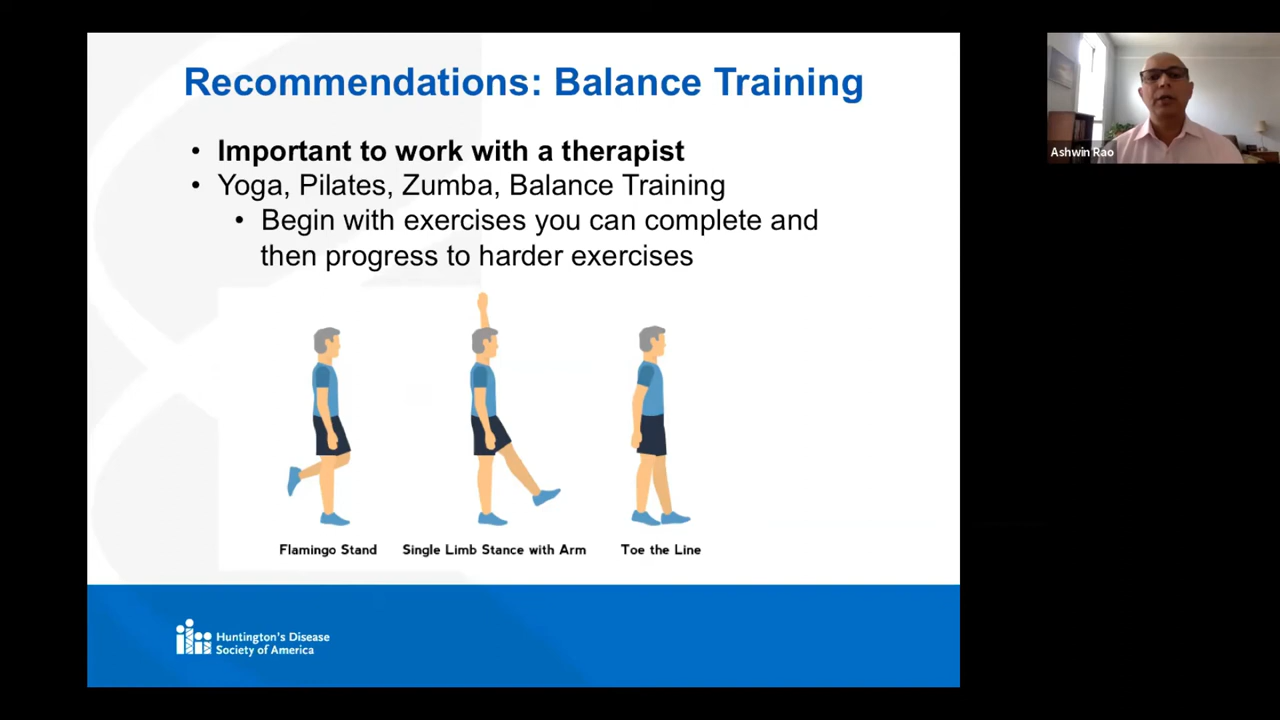 Recommendations: Balance Training
• Important to work with a therapist
• Yoga, Pilates, Zumba, Balance Training
• Begin with exercises you can complete and
then progress to harder exercises
Flamingo Stand
Single Limb Stance with Arm
Toe the Line
Huntington's Disease
Society of America
Ashwin Rao